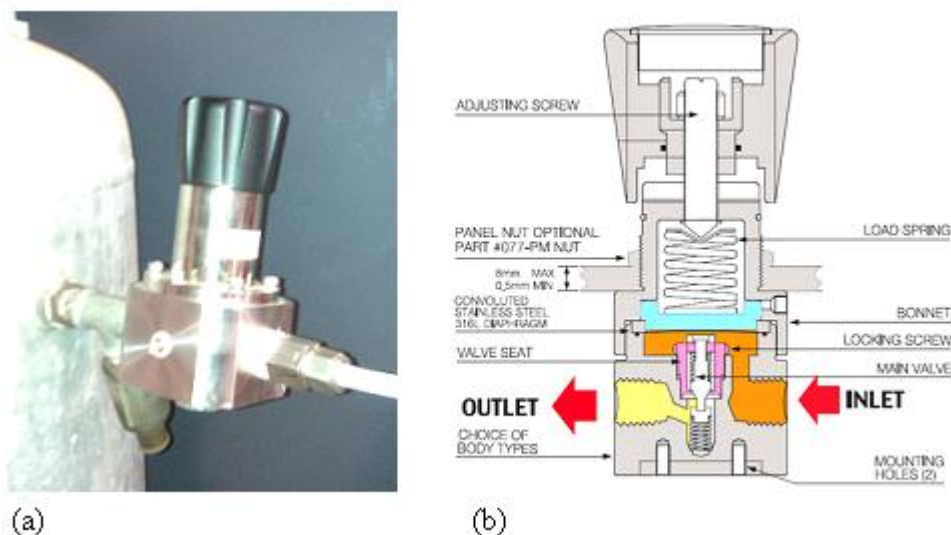 ADJUSTING SCREW
PANEL NUT OPTIONAL
PART #077-PM NUT
LOAD SPRING
8mm. MAX
0,5mm MIN
CONVOLUTED
STAINLESS STEEL
316L DIAPHRAGM
BONNET
VALVE SEAT
LOCKING SCREW
MAIN VALVE
OUTLET
INLET
CHOICE OF
BODY TYPES
MOUNTING
HOLES (2)
(a)
(b)